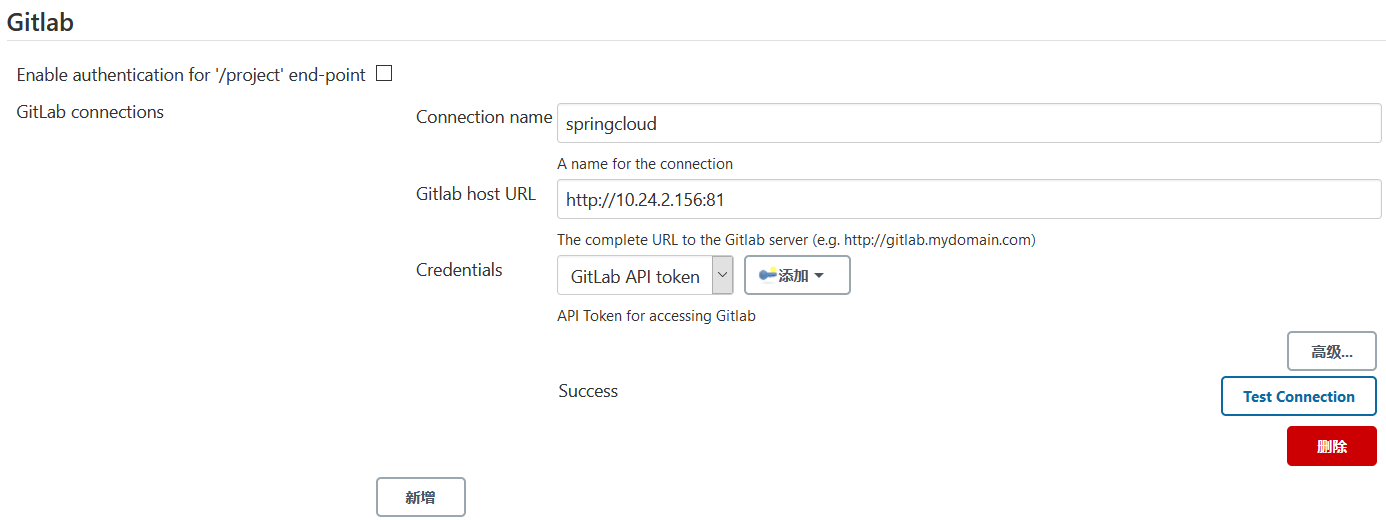 Gitlab
Enable authentication for '/project' end-point
GitLab connections
Connection name
springcloud
A name for the connection
Gitlab host URL
http://10.24.2.156:81
The complete URL to the Gitlab server (e.g. http://gitlab.mydomain.com)
Credentials
GitLab API token
添加
API Token for accessing Gitlab
高级...
Success
Test Connection
删除
新增